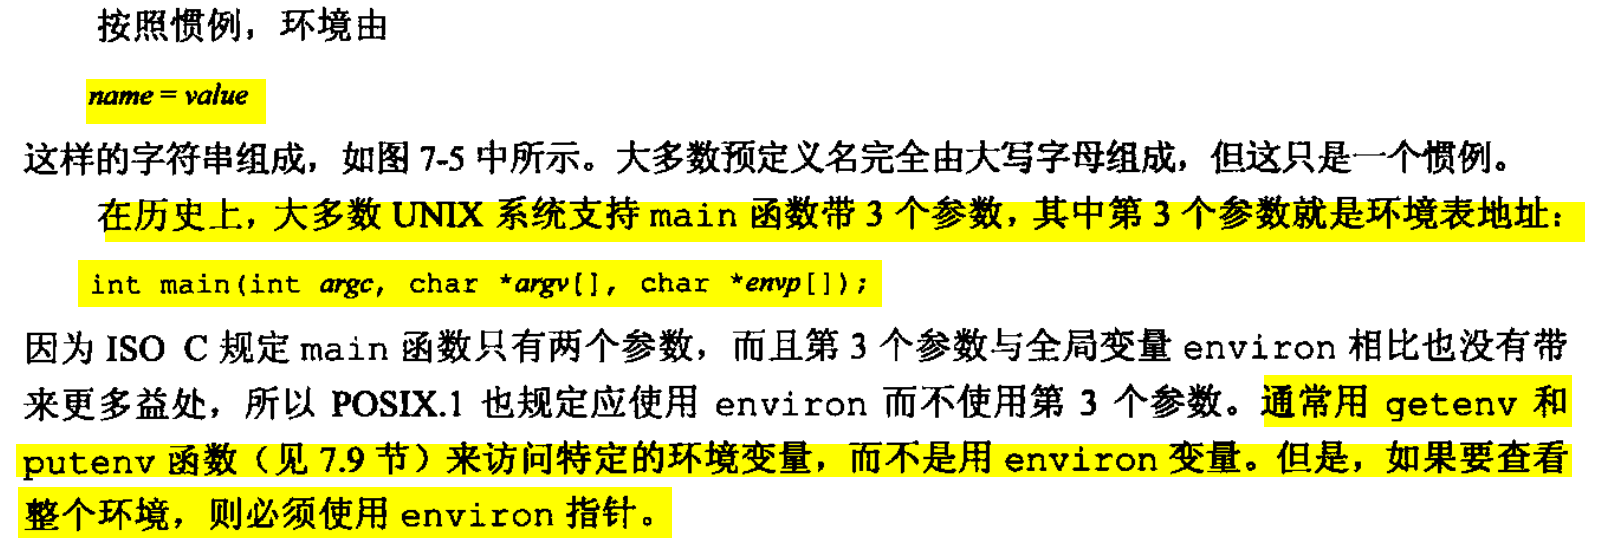 按照惯例，环境由
name = value
这样的字符串组成，如图 7-5 中所示。大多数预定义名完全由大写字母组成，但这只是一个惯例。
在历史上，大多数 UNIX 系统支持 main 函数带 3 个参数，其中第 3 个参数就是环境表地址：
int main(int argc, char *argv[], char *envp[]);
因为 ISO C 规定 main 函数只有两个参数，而且第 3 个参数与全局变量 environ 相比也没有带
来更多益处，所以 POSIX.1 也规定应使用 environ 而不使用第 3 个参数。通常用 getenv 和
putenv 函数（见 7.9 节）来访问特定的环境变量，而不是用 environ 变量。但是，如果要查看
整个环境，则必须使用 environ 指针。